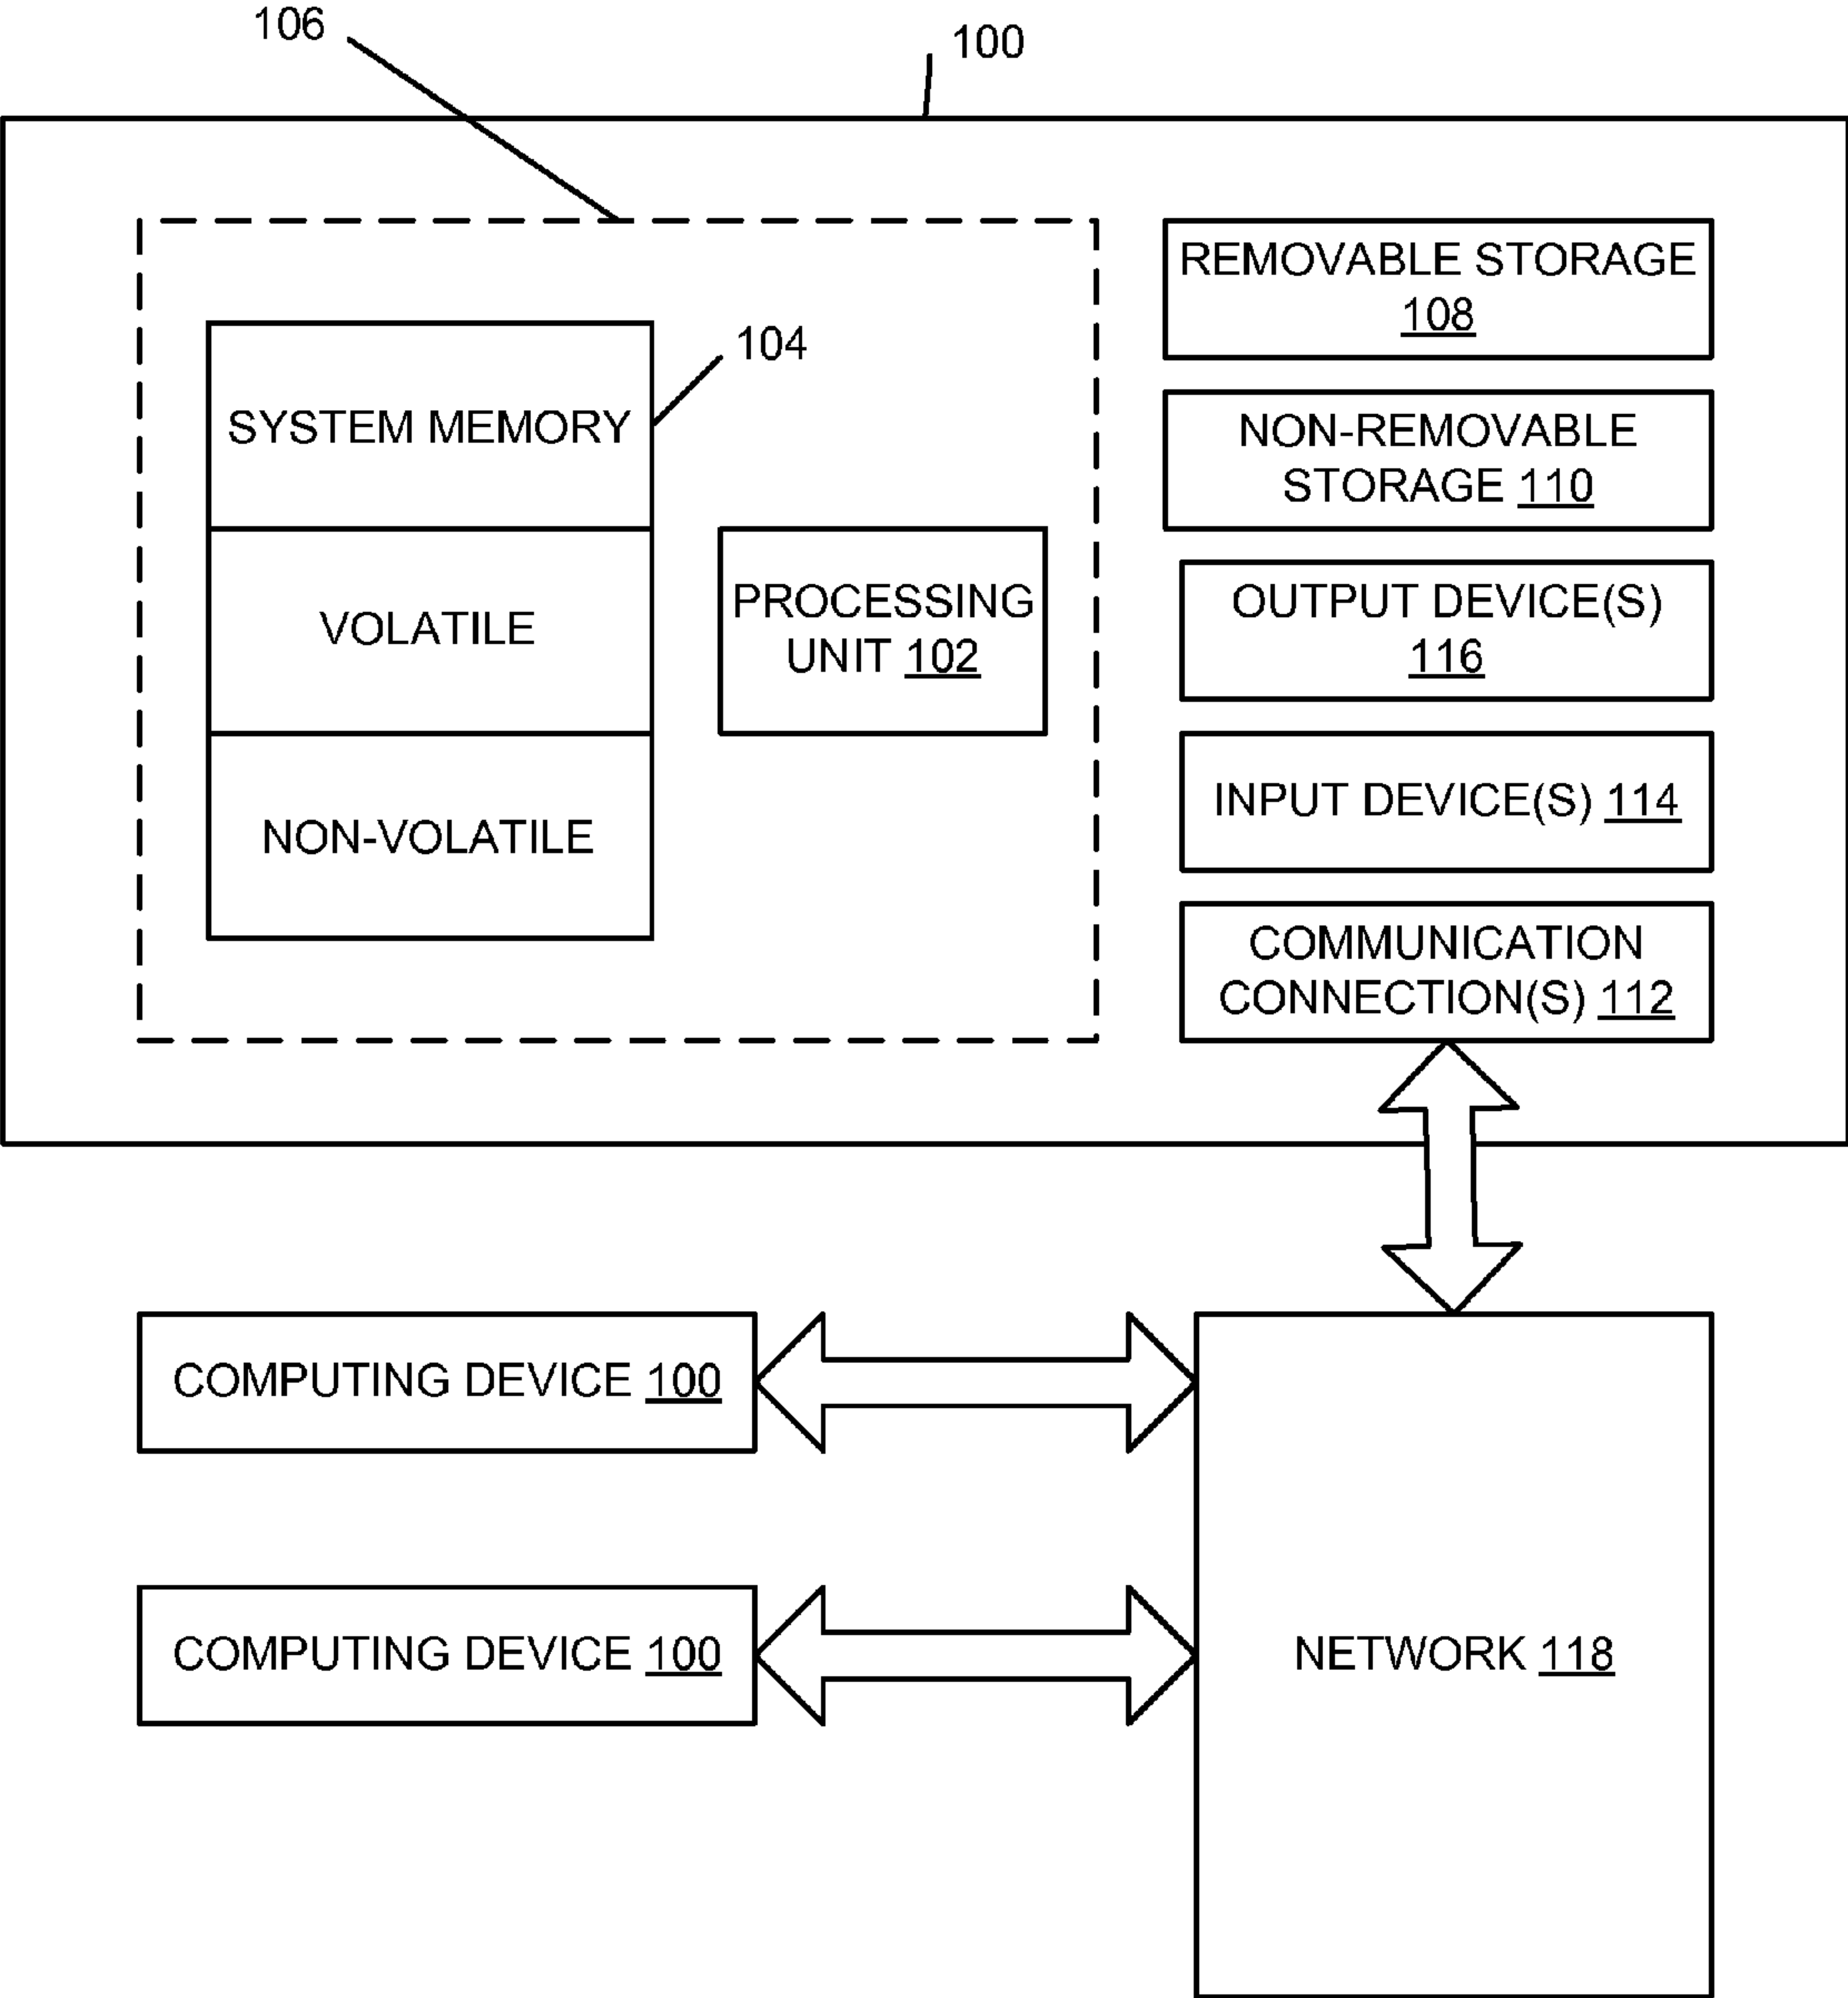 106
100
REMOVABLE STORAGE
108
104
SYSTEM MEMORY
NON-REMOVABLE
STORAGE 110
VOLATILE
PROCESSING
UNIT 102
OUTPUT DEVICE(S)
116
NON-VOLATILE
INPUT DEVICE(S) 114
COMMUNICATION
CONNECTION(S) 112
COMPUTING DEVICE 100
COMPUTING DEVICE 100
NETWORK 118